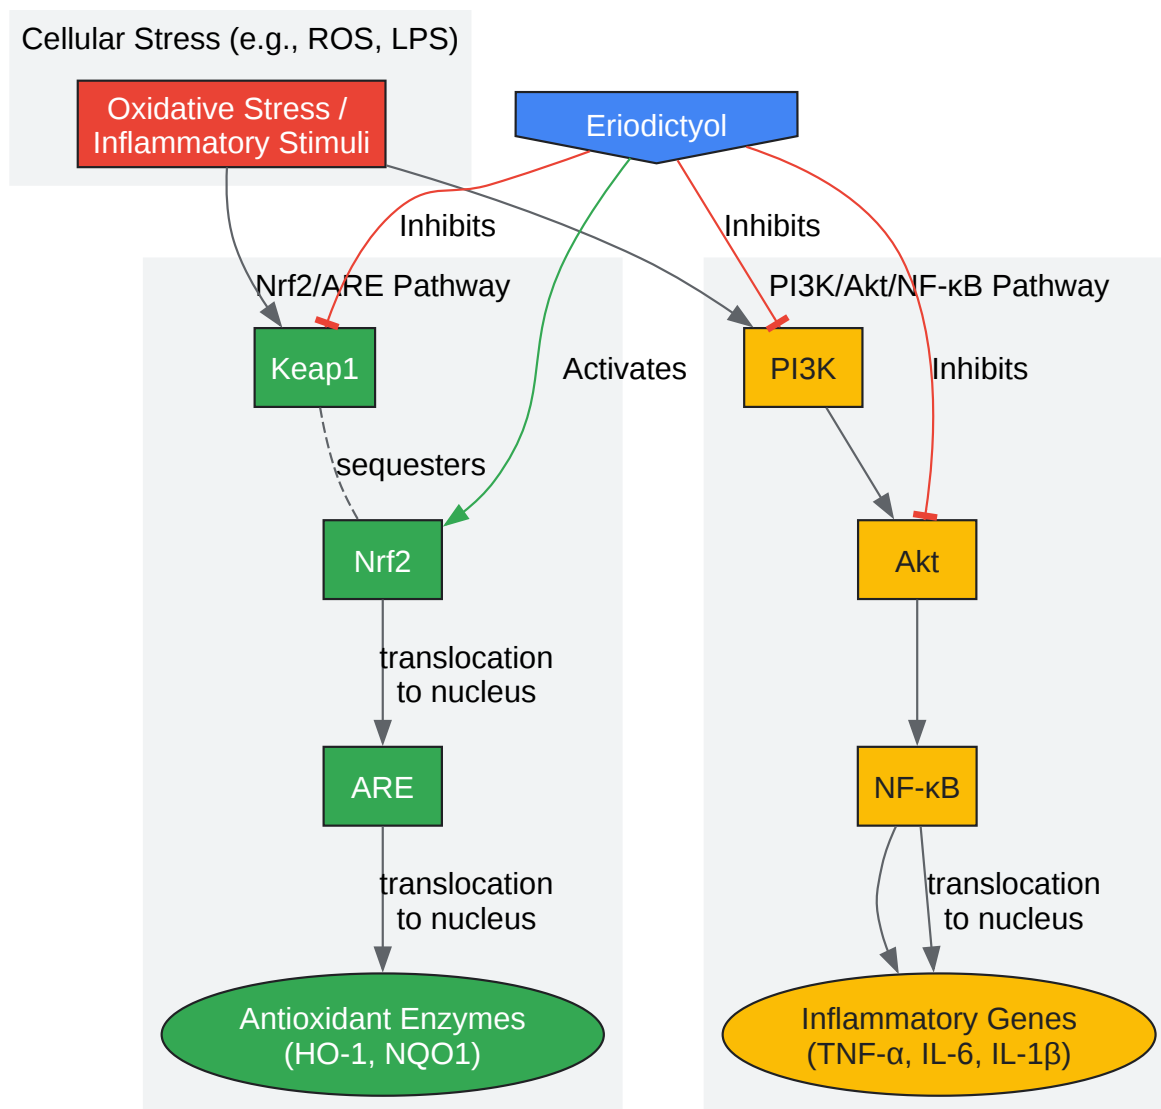 Cellular Stress (e.g., ROS, LPS)
Oxidative Stress /
Inflammatory Stimuli
Eriodictyol
Inhibits
Inhibits
Nrf2/ARE Pathway
PI3K/Akt/NF-κB Pathway
Keap1
Activates
PI3K
Inhibits
sequesters
Nrf2
Akt
translocation
to nucleus
ARE
NF-κB
translocation
to nucleus
translocation
to nucleus
Antioxidant Enzymes
(HO-1, NQO1)
Inflammatory Genes
(TNF-α, IL-6, IL-1β)